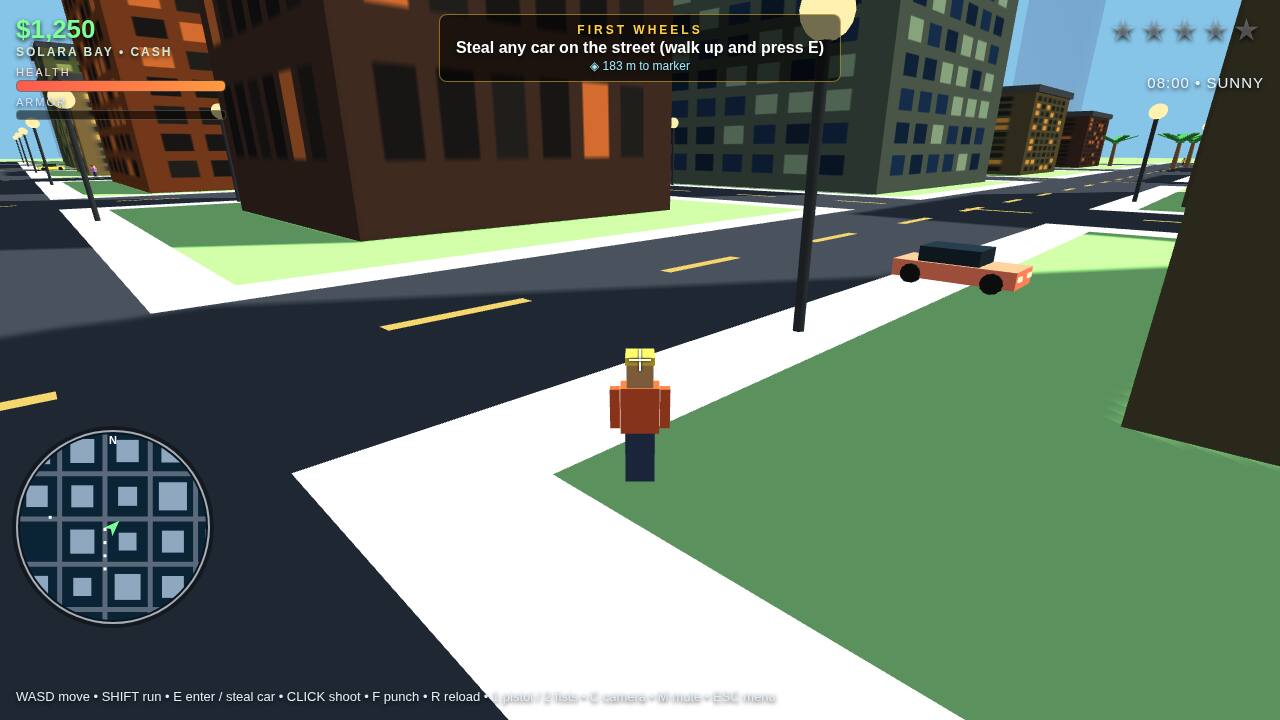 $1,250
SOLARA BAY • CASH
HEALTH
ARMOR
FIRST WHEELS
Steal any car on the street (walk up and press E)
◈ 183 m to marker
★ ★ ★ ★ ★
08:00 • SUNNY
N
WASD move • SHIFT run • E enter / steal car • CLICK shoot • F punch • R reload • 1 pistol / 2 fists • C camera • M mute • ESC menu